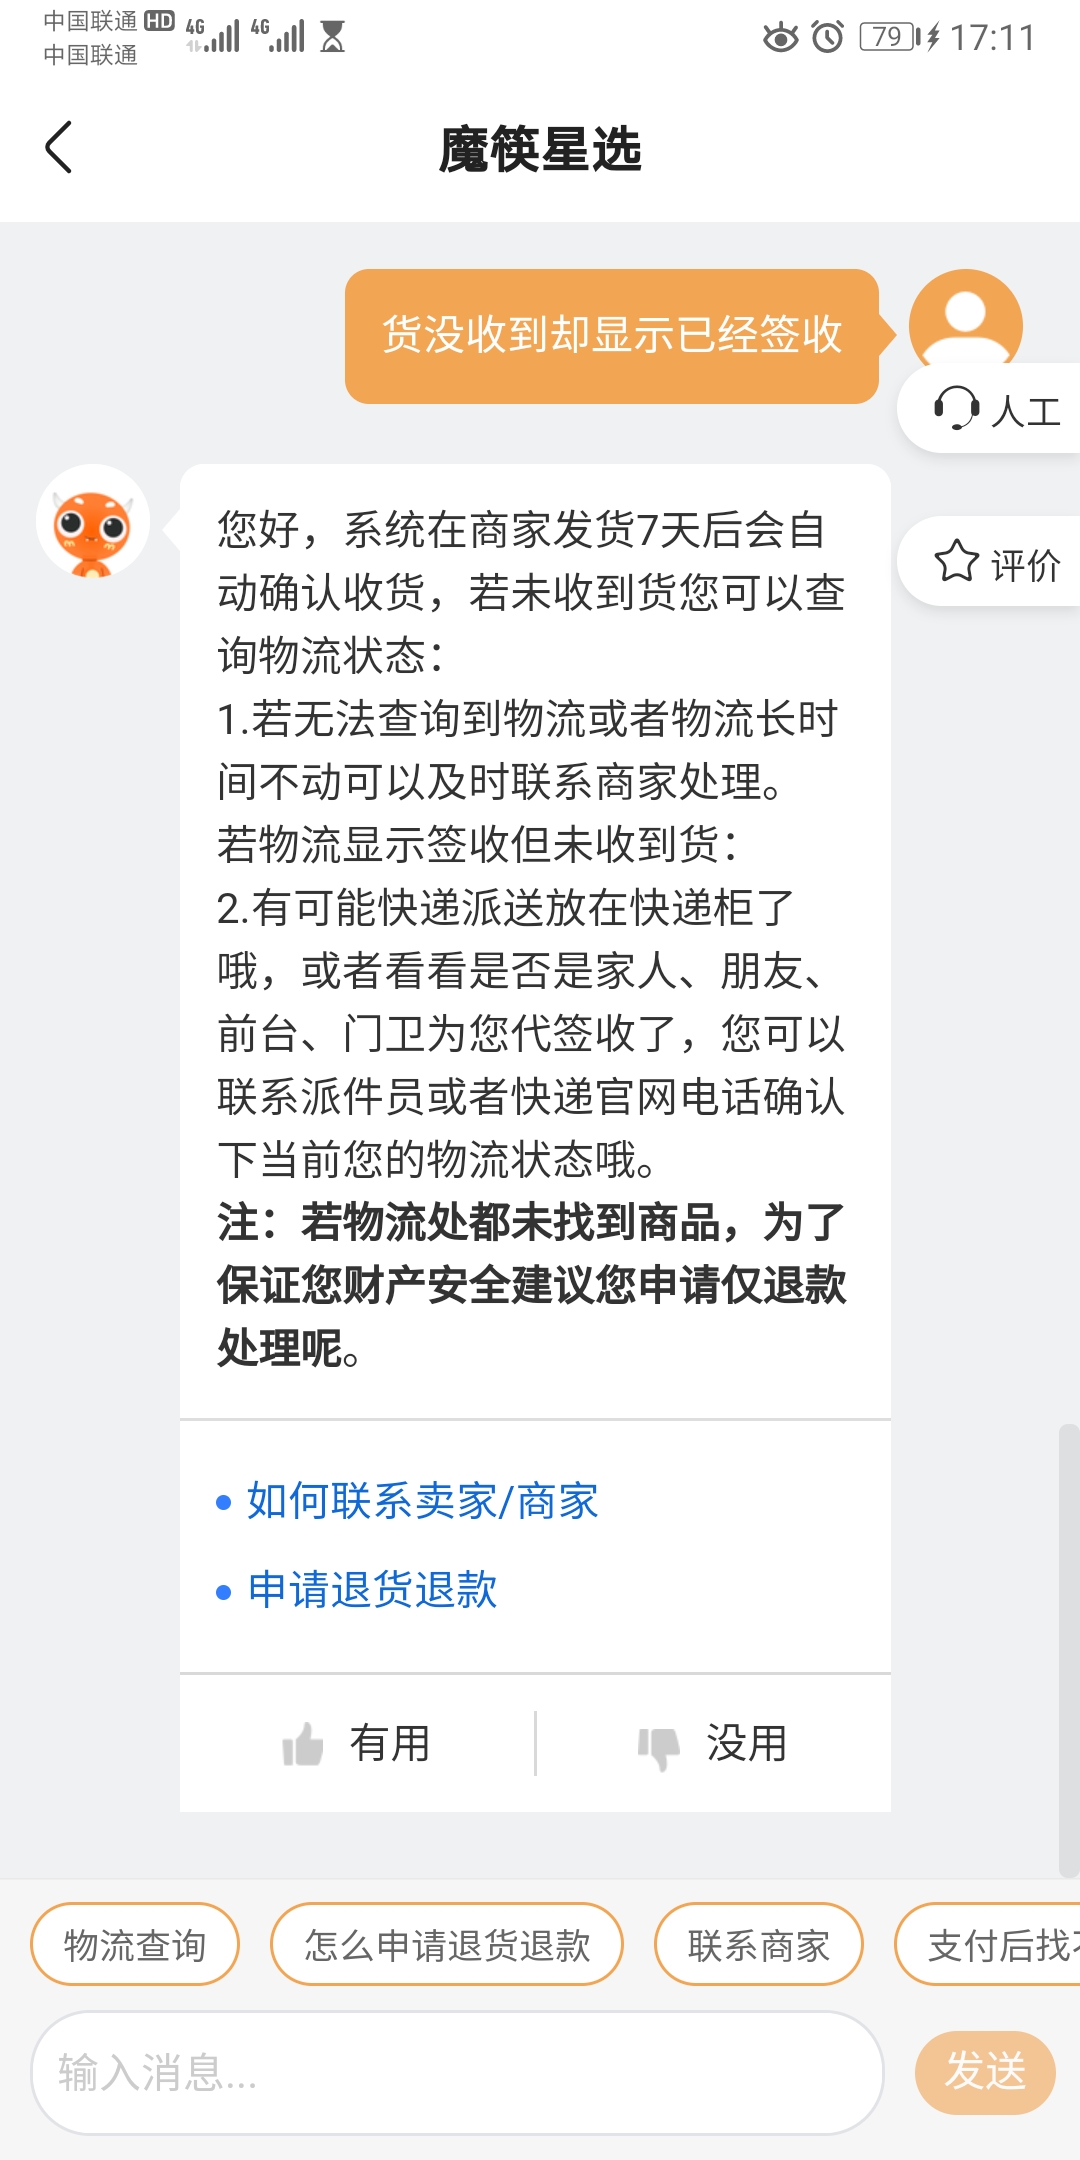 中国联通 HD 4G 4G 79 17:11
中国联通
魔筷星选
货没收到却显示已经签收
人工
评价
您好，系统在商家发货7天后会自
动确认收货，若未收到货您可以查
询物流状态：
1.若无法查询到物流或者物流长时
间不动可以及时联系商家处理。
若物流显示签收但未收到货：
2.有可能快递派送放在快递柜了
哦，或者看看是否是家人、朋友、
前台、门卫为您代签收了，您可以
联系派件员或者快递官网电话确认
下当前您的物流状态哦。
注：若物流处都未找到商品，为了
保证您财产安全建议您申请仅退款
处理呢。
如何联系卖家/商家
申请退货退款
有用 没用
物流查询 怎么申请退货退款 联系商家 支付后找
输入消息... 发送